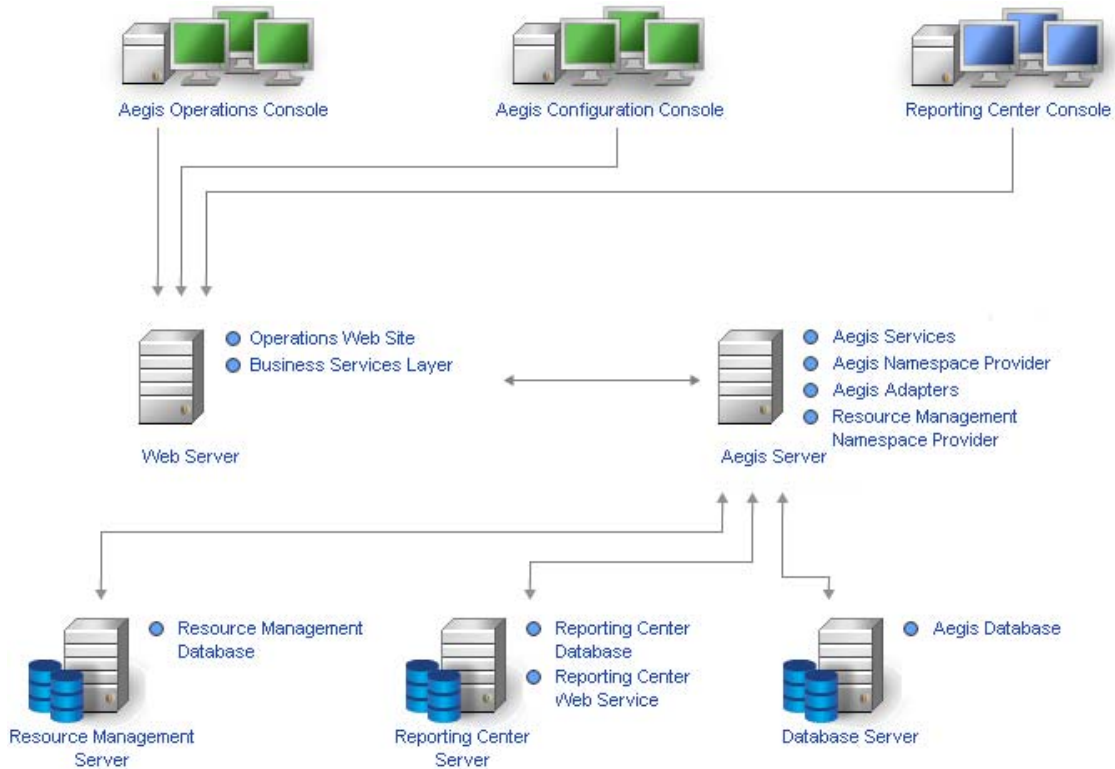 Aegis Operations Console
Aegis Configuration Console
Reporting Center Console
Operations Web Site
Business Services Layer
Web Server
Aegis Services
Aegis Namespace Provider
Aegis Adapters
Resource Management
Namespace Provider
Aegis Server
Resource Management
Database
Resource Management
Server
Reporting Center
Database
Reporting Center
Web Service
Reporting Center
Server
Aegis Database
Database Server